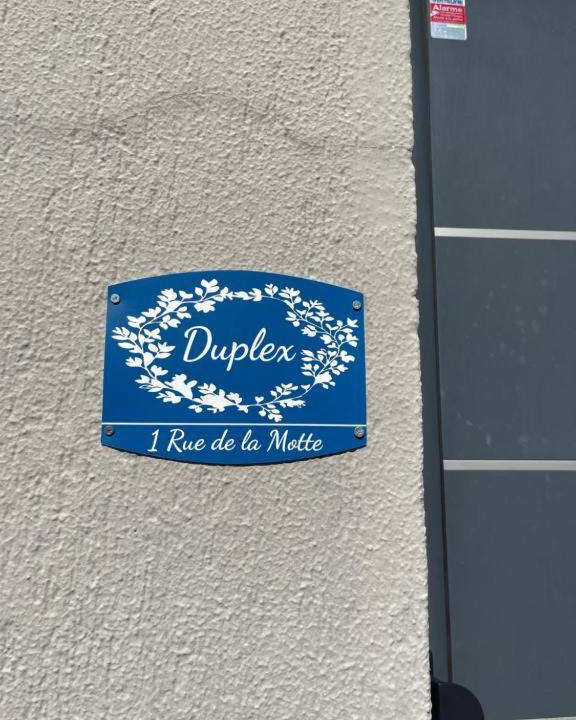 Alarme
Duplex
1 Rue de la Motte